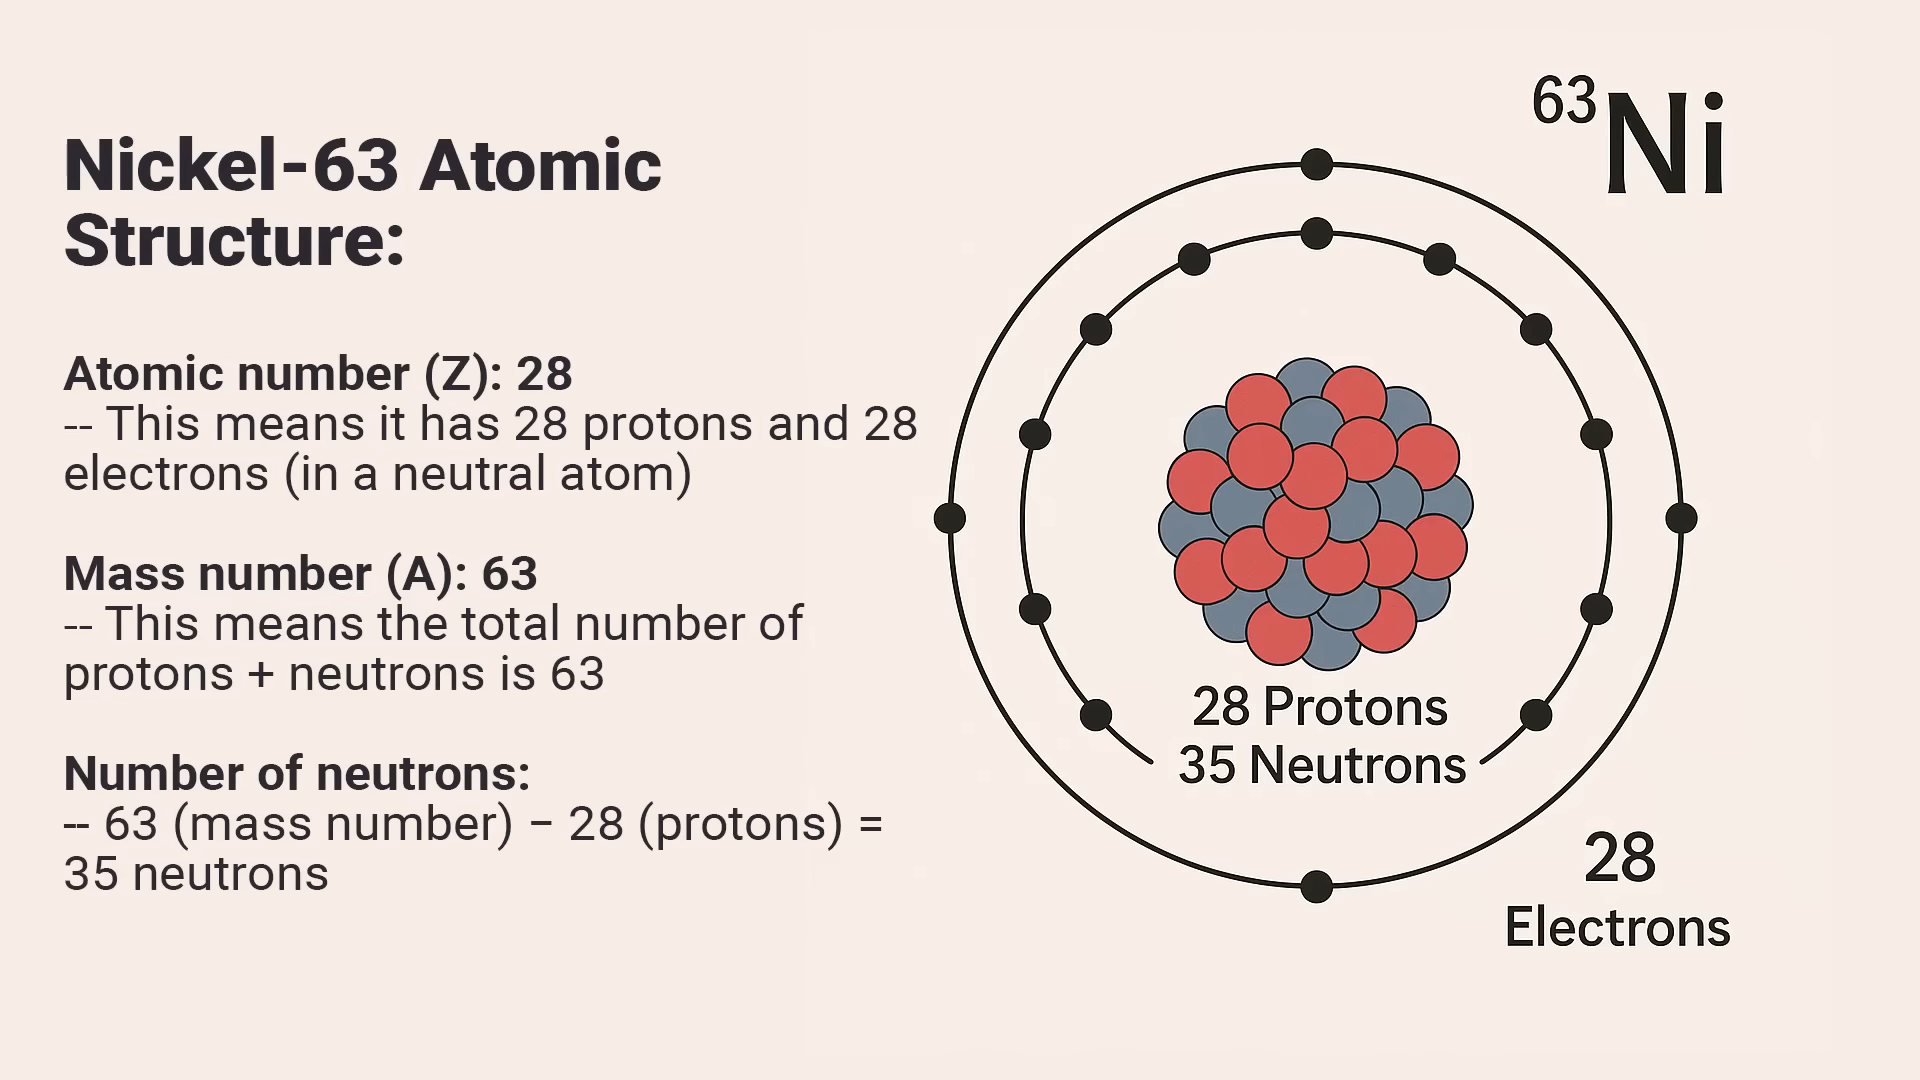 Nickel-63 Atomic
Structure:
Atomic number (Z): 28
-- This means it has 28 protons and 28
electrons (in a neutral atom)
Mass number (A): 63
-- This means the total number of
protons + neutrons is 63
Number of neutrons:
-- 63 (mass number) − 28 (protons) =
35 neutrons
⁶³Ni
28 Protons
35 Neutrons
28
Electrons